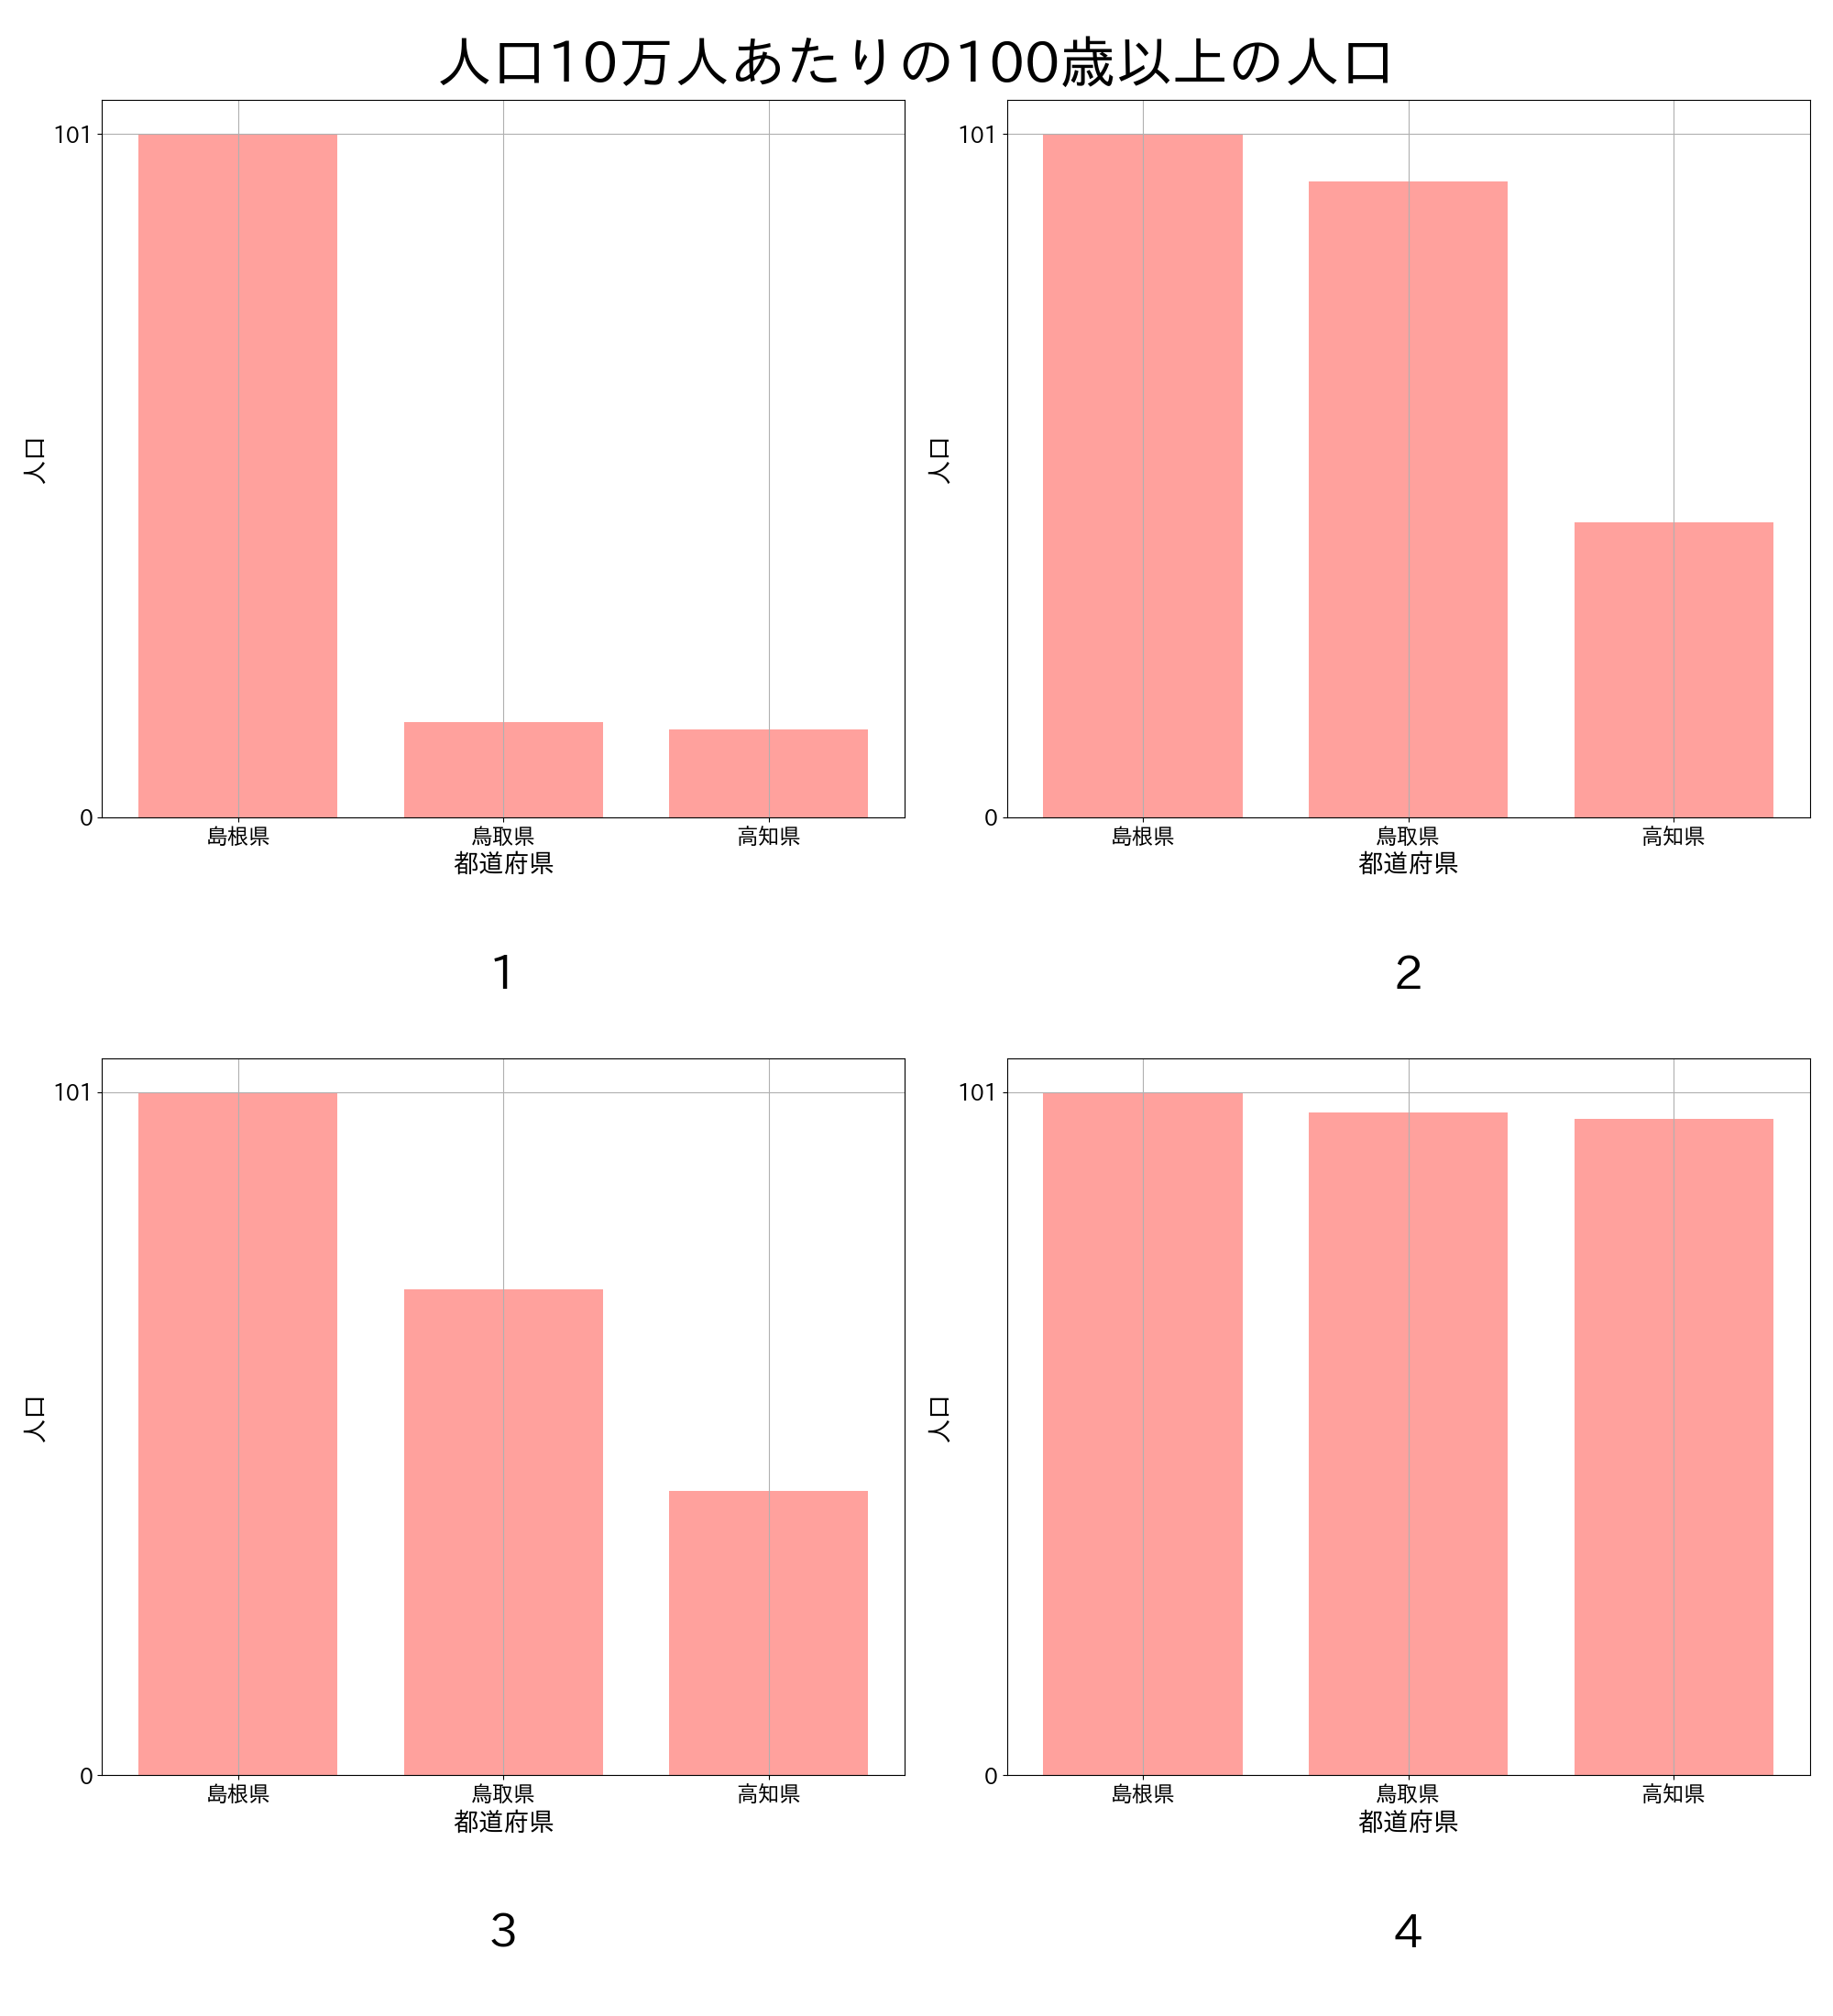 人口10万人あたりの100歳以上の人口
101
0
人口
島根県 鳥取県 高知県
都道府県
1
101
0
人口
島根県 鳥取県 高知県
都道府県
2
101
0
人口
島根県 鳥取県 高知県
都道府県
3
101
0
人口
島根県 鳥取県 高知県
都道府県
4